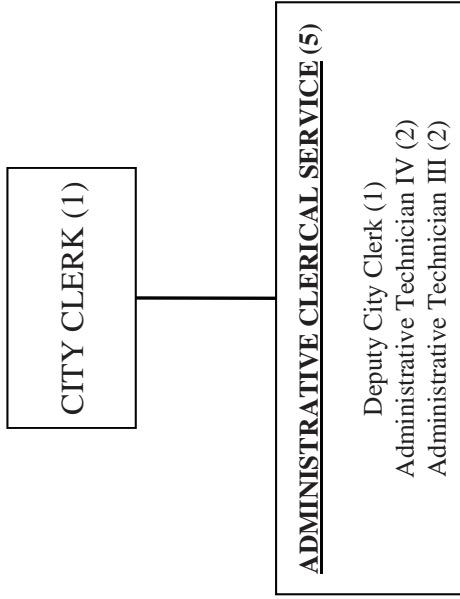 CITY CLERK (1)
ADMINISTRATIVE CLERICAL SERVICE (5)
Deputy City Clerk (1)
Administrative Technician IV (2)
Administrative Technician III (2)